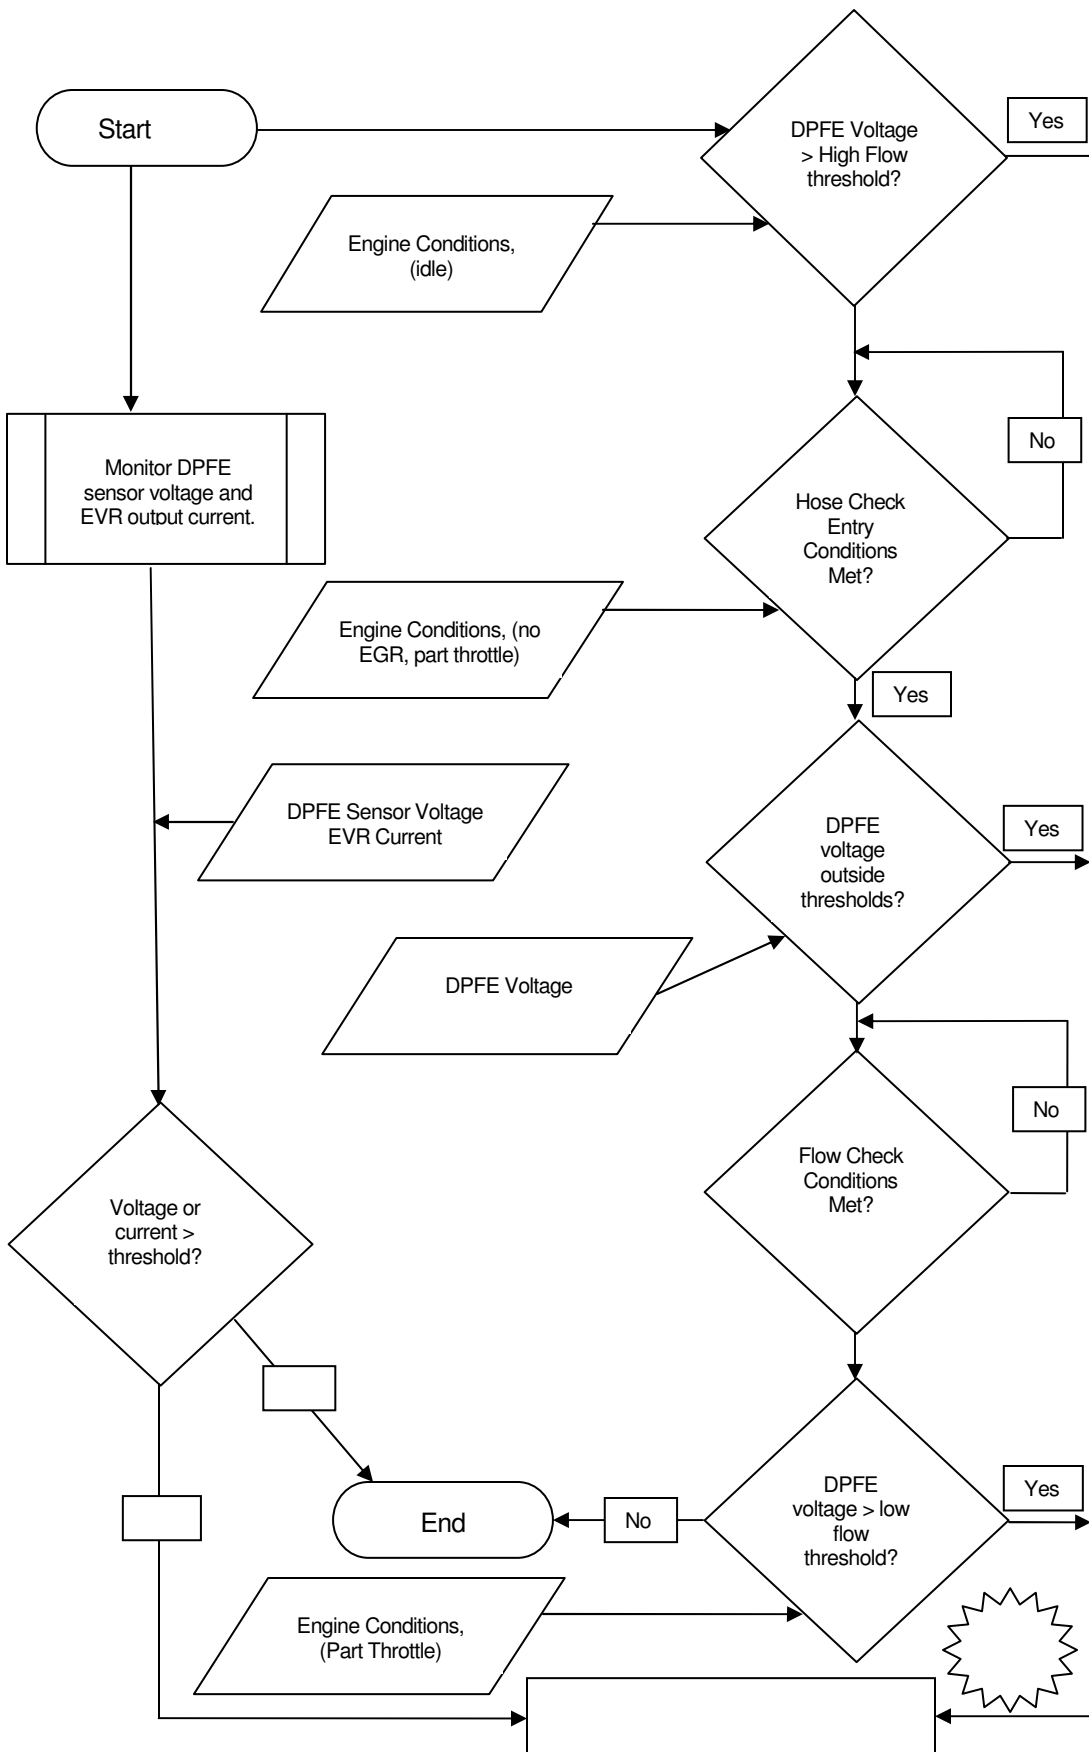 Start
DPFE Voltage
> High Flow
threshold?
Yes
Engine Conditions,
(idle)
Monitor DPFE
sensor voltage and
EVR output current.
No
Hose Check
Entry
Conditions
Met?
Engine Conditions, (no
EGR, part throttle)
Yes
DPFE Sensor Voltage
EVR Current
DPFE
voltage
outside
thresholds?
Yes
DPFE Voltage
No
Flow Check
Conditions
Met?
Voltage or
current >
threshold?
DPFE
voltage > low
flow
threshold?
Yes
No
End
Engine Conditions,
(Part Throttle)